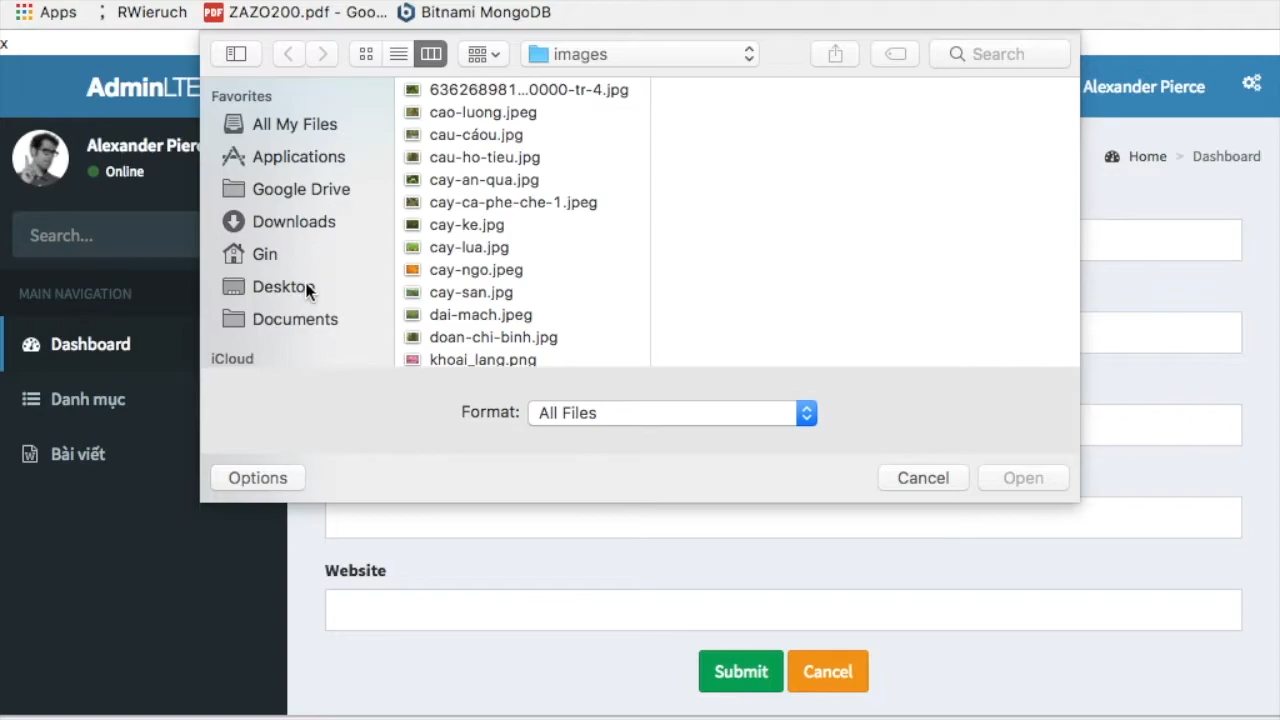 Apps
RWieruch
PDF ZAZO200.pdf - Goo...
Bitnami MongoDB
x
AdminLTE
images
Search
Alexander Pierce
Favorites
All My Files
Applications
Google Drive
Downloads
Gin
Desktop
Documents
iCloud
636268981...0000-tr-4.jpg
cao-luong.jpeg
cau-cáou.jpg
cau-ho-tieu.jpg
cay-an-qua.jpg
cay-ca-phe-che-1.jpeg
cay-ke.jpg
cay-lua.jpg
cay-ngo.jpeg
cay-san.jpg
dai-mach.jpeg
doan-chi-binh.jpg
khoai_lang.png
Format: All Files
Options
Cancel
Open
Online
Search...
MAIN NAVIGATION
Dashboard
Danh mục
Bài viết
Home > Dashboard
Website
Submit
Cancel